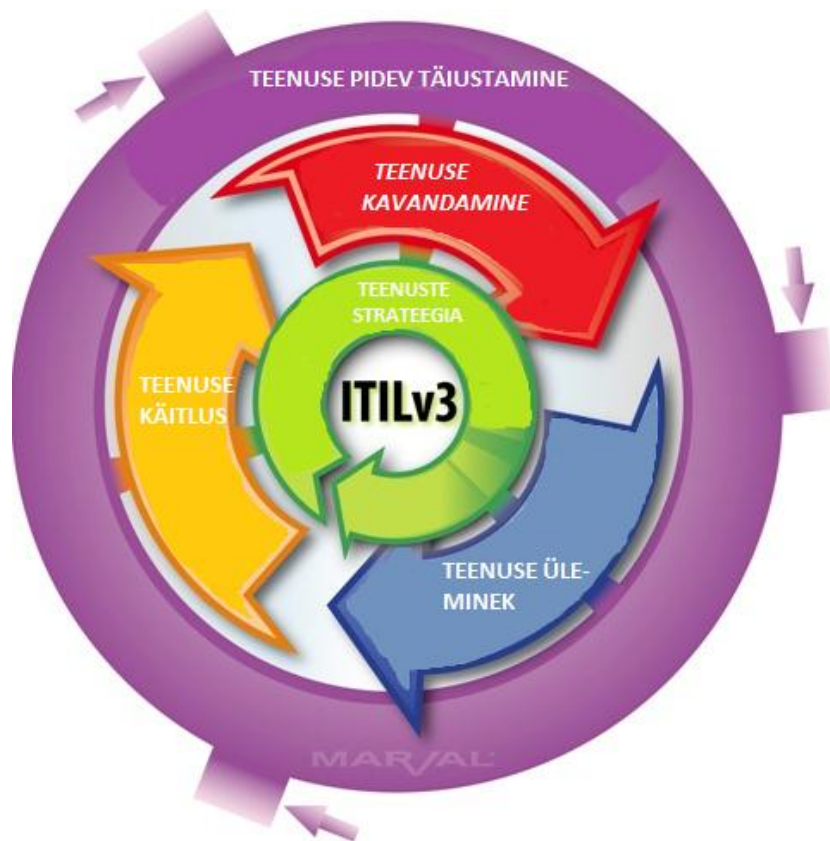 TEENUSE PIDEV TÄIUSTAMINE
TEENUSE
KAVANDAMINE
TEENUSTE
STRATEEGIA
ITILv3
TEENUSE
KÄITLUS
TEENUSE ÜLE-
MINEK
MARVAL